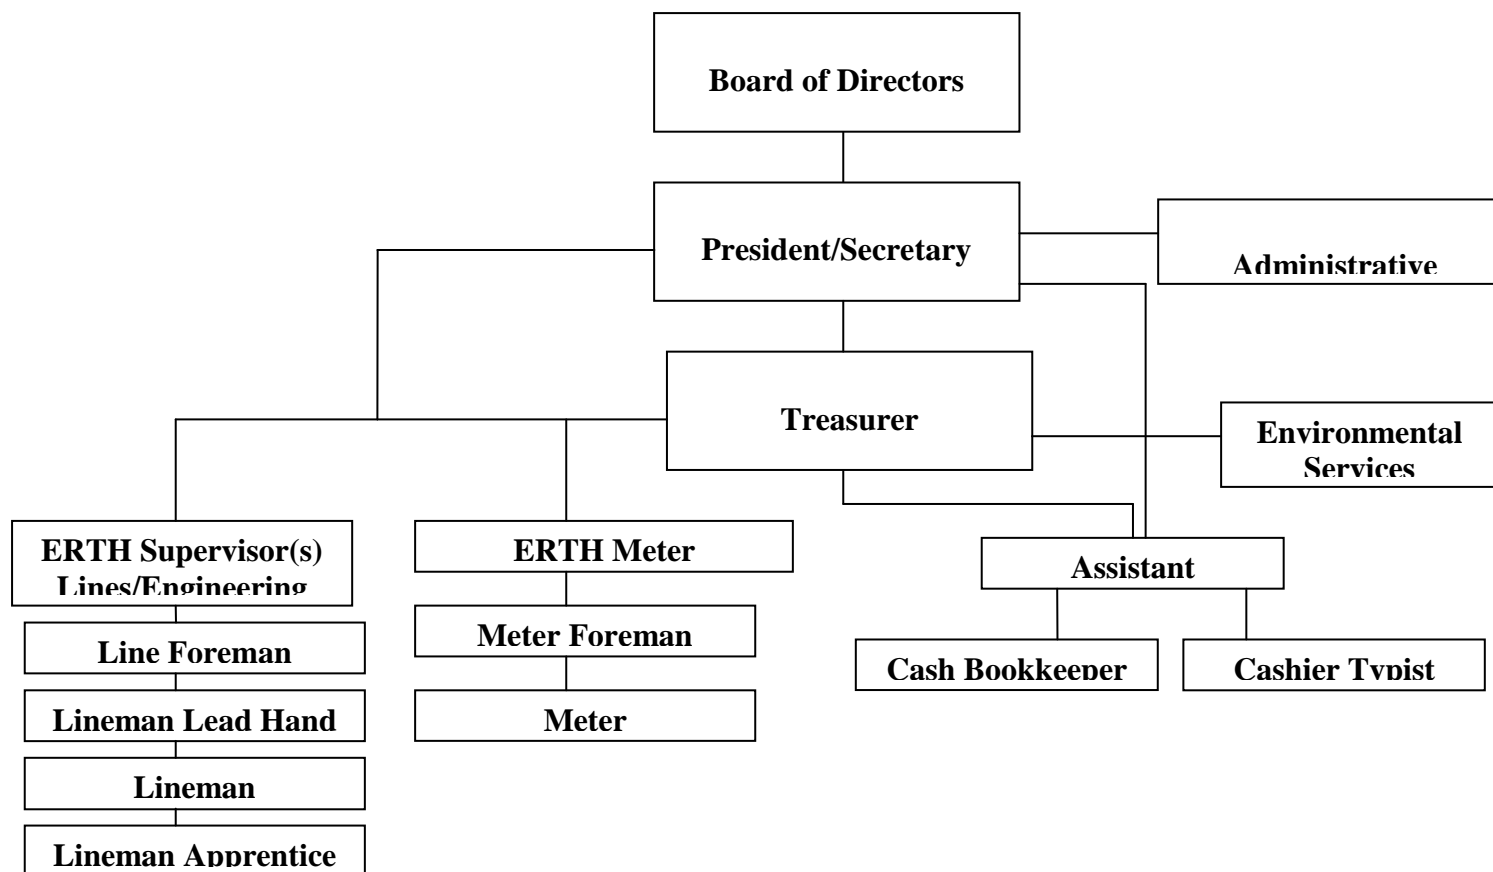 Board of Directors
President/Secretary
Administrative
Treasurer
Environmental
Services
ERTH Supervisor(s)
Lines/Engineering
ERTH Meter
Assistant
Line Foreman
Meter Foreman
Cash Bookkeeper
Cashier Typist
Lineman Lead Hand
Meter
Lineman
Lineman Apprentice